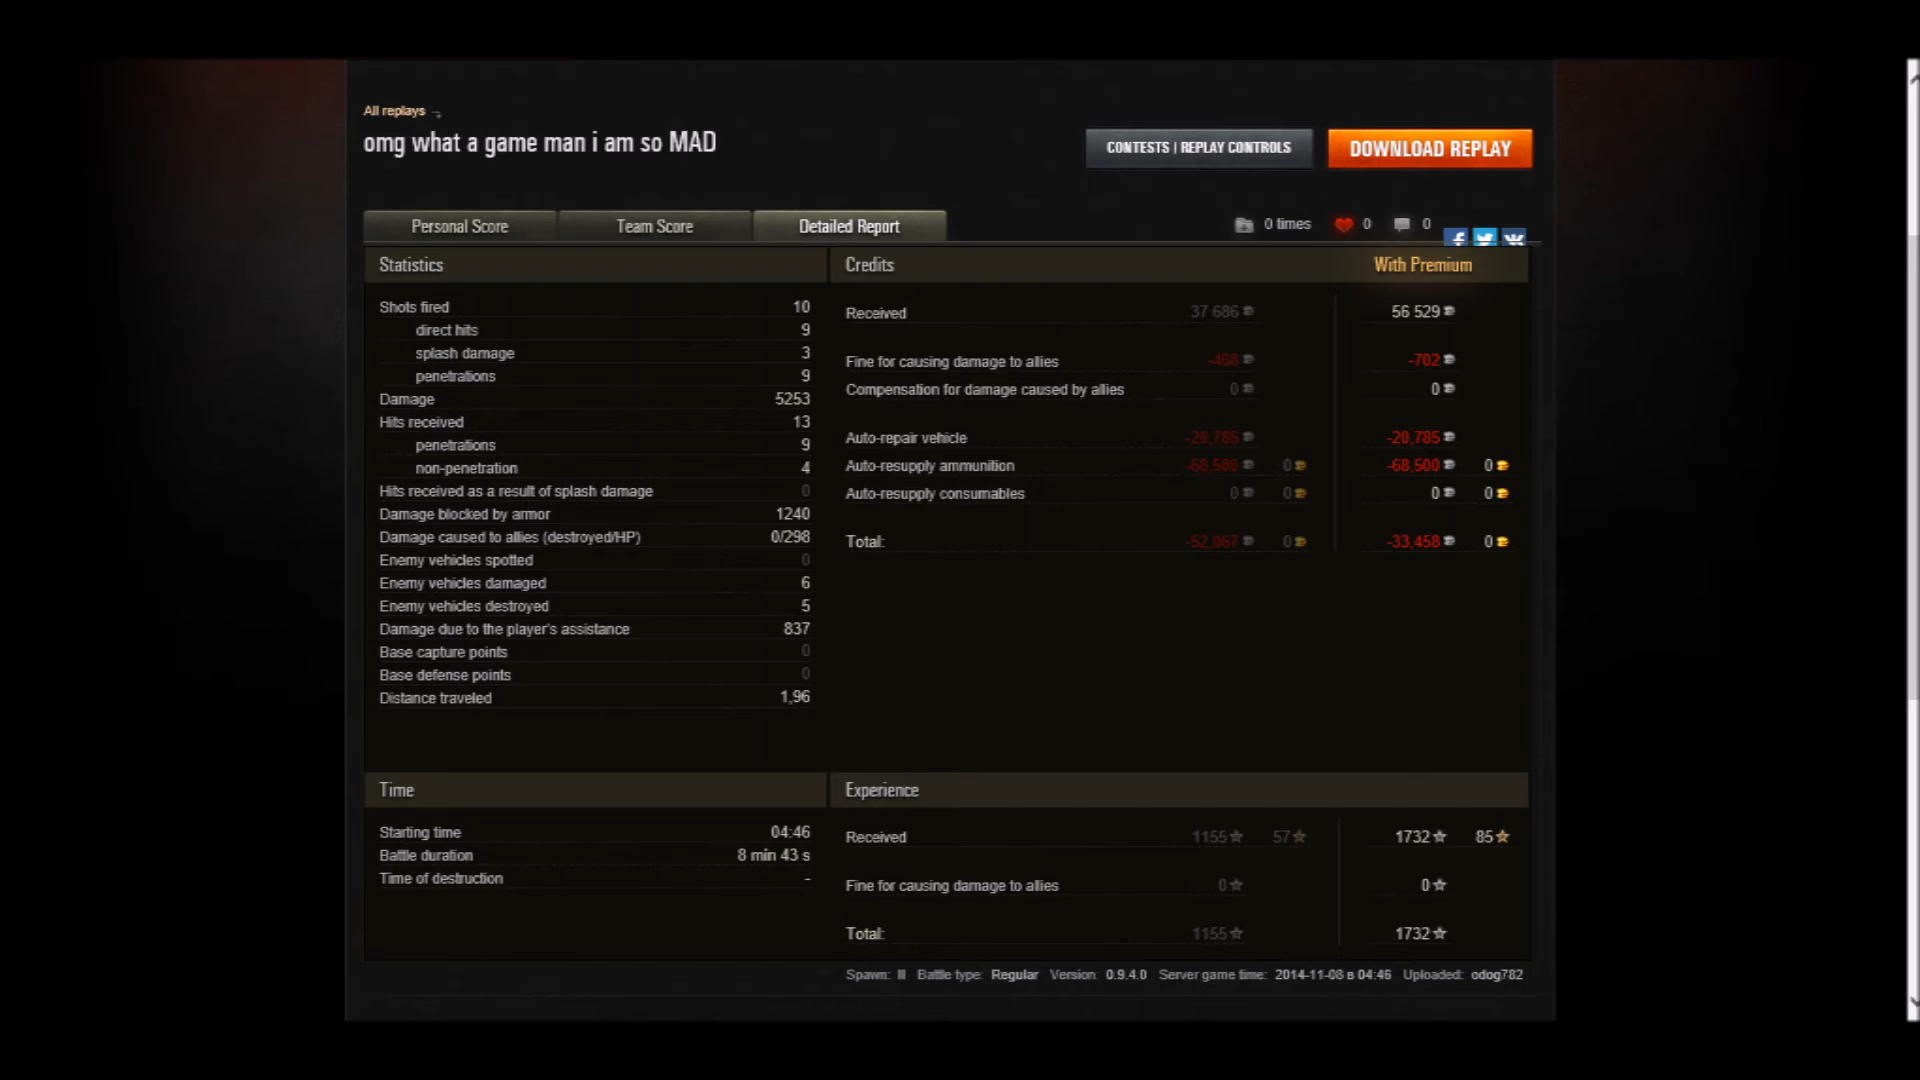 All replays →
omg what a game man i am so MAD
CONTESTS | REPLAY CONTROLS
DOWNLOAD REPLAY
Personal Score Team Score Detailed Report
0 times 0 0
Statistics
Shots fired 10
direct hits 9
splash damage 3
penetrations 9
Damage 5253
Hits received 13
penetrations 9
non-penetration 4
Hits received as a result of splash damage 0
Damage blocked by armor 1240
Damage caused to allies (destroyed/HP) 0/298
Enemy vehicles spotted 0
Enemy vehicles damaged 6
Enemy vehicles destroyed 5
Damage due to the player's assistance 837
Base capture points 0
Base defense points 0
Distance traveled 1,96
Credits With Premium
Received 37 686 56 529
Fine for causing damage to allies -468 -702
Compensation for damage caused by allies 0 0
Auto-repair vehicle -20,785 -20,785
Auto-resupply ammunition -68,500 0 -68,500 0
Auto-resupply consumables 0 0 0 0
Total: -52,067 0 -33,458 0
Time
Starting time 04:46
Battle duration 8 min 43 s
Time of destruction -
Experience
Received 1155 57 1732 85
Fine for causing damage to allies 0 0
Total: 1155 1732
Spawn: II Battle type: Regular Version: 0.9.4.0 Server game time: 2014-11-08 в 04:46 Uploaded: odog782